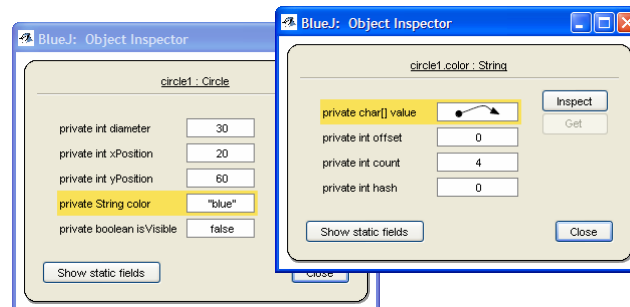 BlueJ: Object Inspector
circle1 : Circle
private int diameter 30
private int xPosition 20
private int yPosition 60
private String color "blue"
private boolean isVisible false
Show static fields
Close
BlueJ: Object Inspector
circle1.color : String
private char[] value
Inspect
Get
private int offset 0
private int count 4
private int hash 0
Show static fields
Close